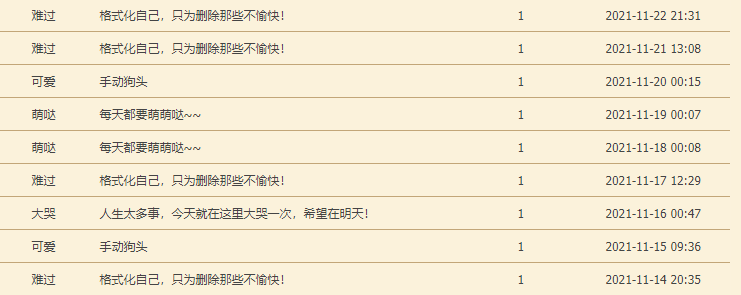 难过 格式化自己，只为删除那些不愉快！ 1 2021-11-22 21:31
难过 格式化自己，只为删除那些不愉快！ 1 2021-11-21 13:08
可爱 手动狗头 1 2021-11-20 00:15
萌哒 每天都要萌萌哒~~ 1 2021-11-19 00:07
萌哒 每天都要萌萌哒~~ 1 2021-11-18 00:08
难过 格式化自己，只为删除那些不愉快！ 1 2021-11-17 12:29
大哭 人生太多事，今天就在这里大哭一次，希望在明天！ 1 2021-11-16 00:47
可爱 手动狗头 1 2021-11-15 09:36
难过 格式化自己，只为删除那些不愉快！ 1 2021-11-14 20:35